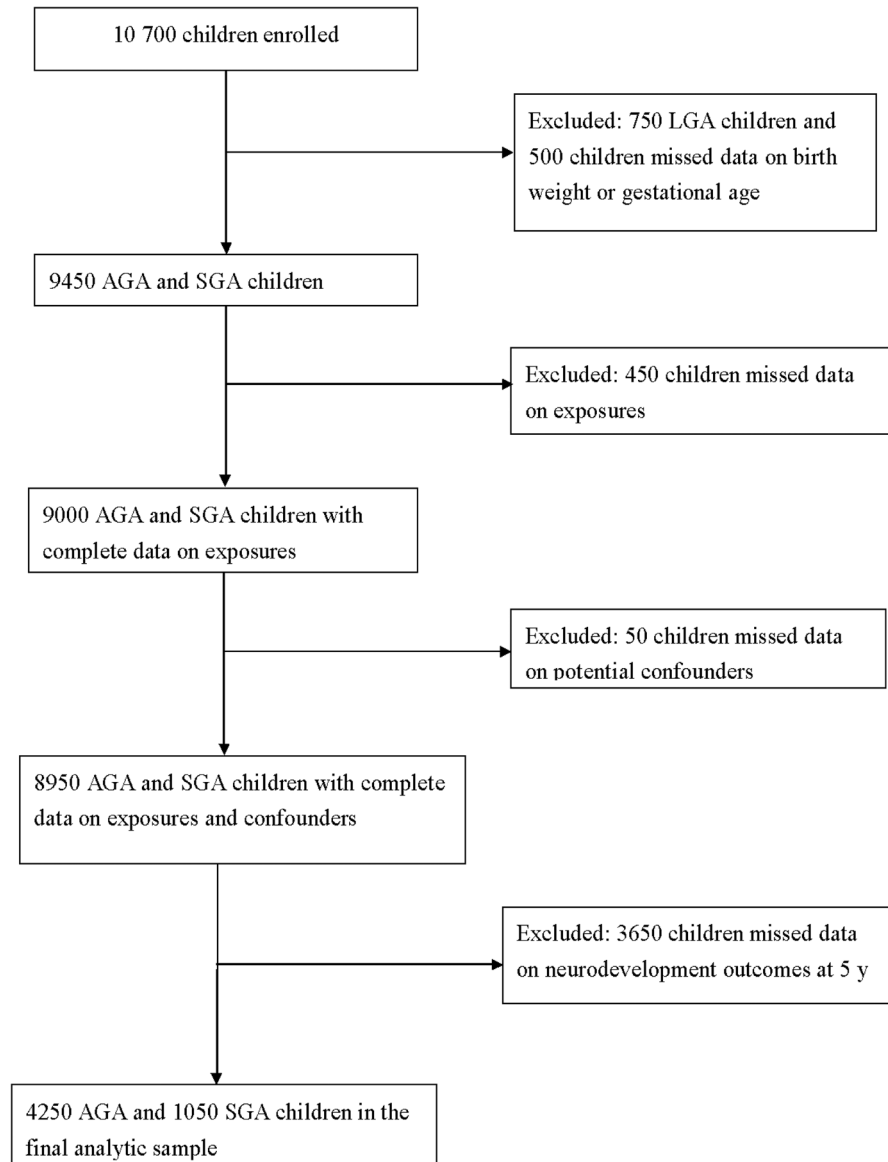 10 700 children enrolled
Excluded: 750 LGA children and
500 children missed data on birth
weight or gestational age
9450 AGA and SGA children
Excluded: 450 children missed data
on exposures
9000 AGA and SGA children with
complete data on exposures
Excluded: 50 children missed data
on potential confounders
8950 AGA and SGA children with complete
data on exposures and confounders
Excluded: 3650 children missed data
on neurodevelopment outcomes at 5 y
4250 AGA and 1050 SGA children in the
final analytic sample